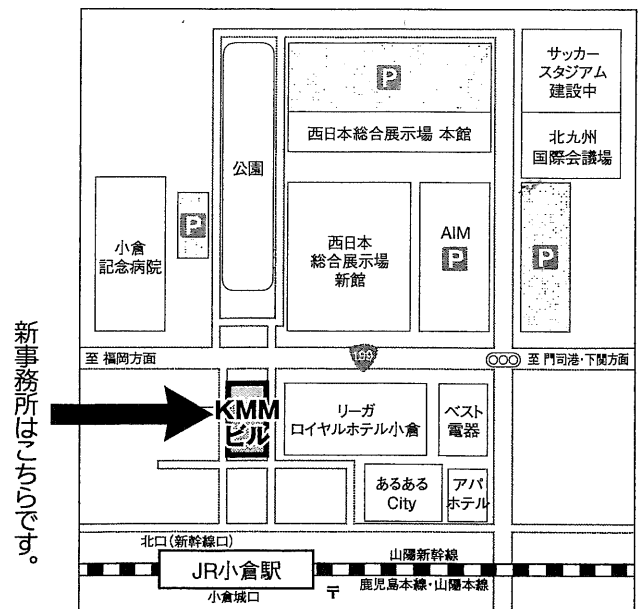 サッカー
スタジアム
建設中
P
西日本総合展示場 本館
北九州
国際会議場
公園
P
小倉
記念病院
西日本
総合展示場
新館
AIM
P
P
至 福岡方面
199
至 門司港・下関方面
新事務所はこちらです。
KMM
ビル
リーガ
ロイヤルホテル小倉
ベスト
電器
あるある
City
アパ
ホテル
北口(新幹線口)
山陽新幹線
JR小倉駅
鹿児島本線・山陽本線
小倉城口
〒